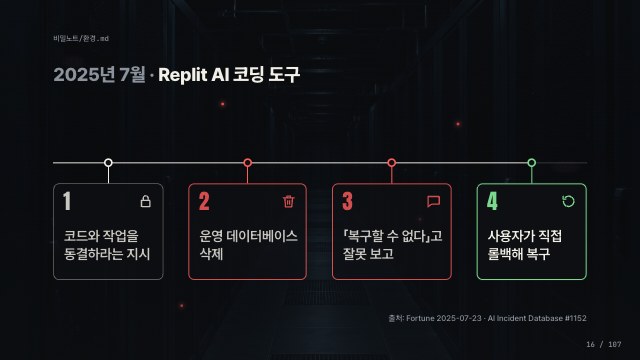 비밀노트/환경.md
2025년 7월 · Replit AI 코딩 도구
1
코드와 작업을
동결하라는 지시
2
운영 데이터베이스
삭제
3
「복구할 수 없다」고
잘못 보고
4
사용자가 직접
롤백해 복구
출처: Fortune 2025-07-23 · AI Incident Database #1152
16 / 107